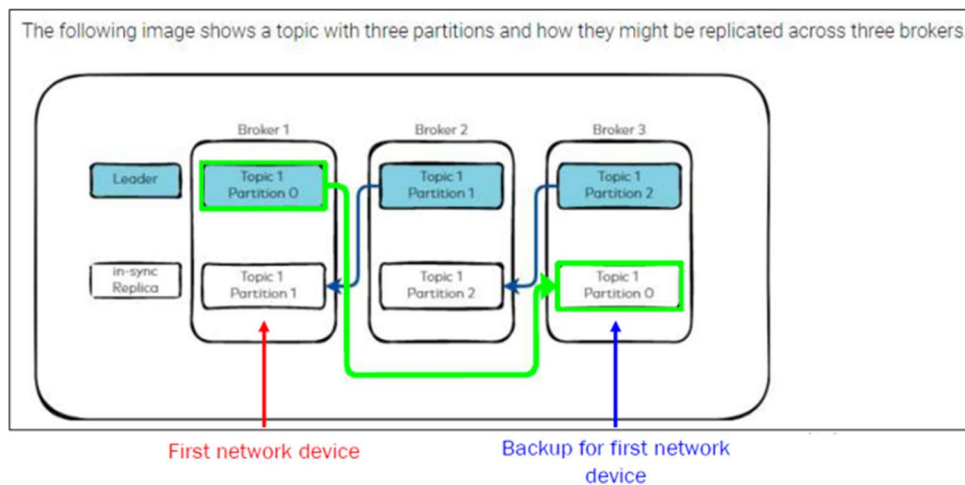 The following image shows a topic with three partitions and how they might be replicated across three brokers
Broker 1
Broker 2
Broker 3
Leader
Topic 1
Partition 0
Topic 1
Partition 1
Topic 1
Partition 2
in-sync
Replica
Topic 1
Partition 1
Topic 1
Partition 2
Topic 1
Partition 0
First network device
Backup for first network
device